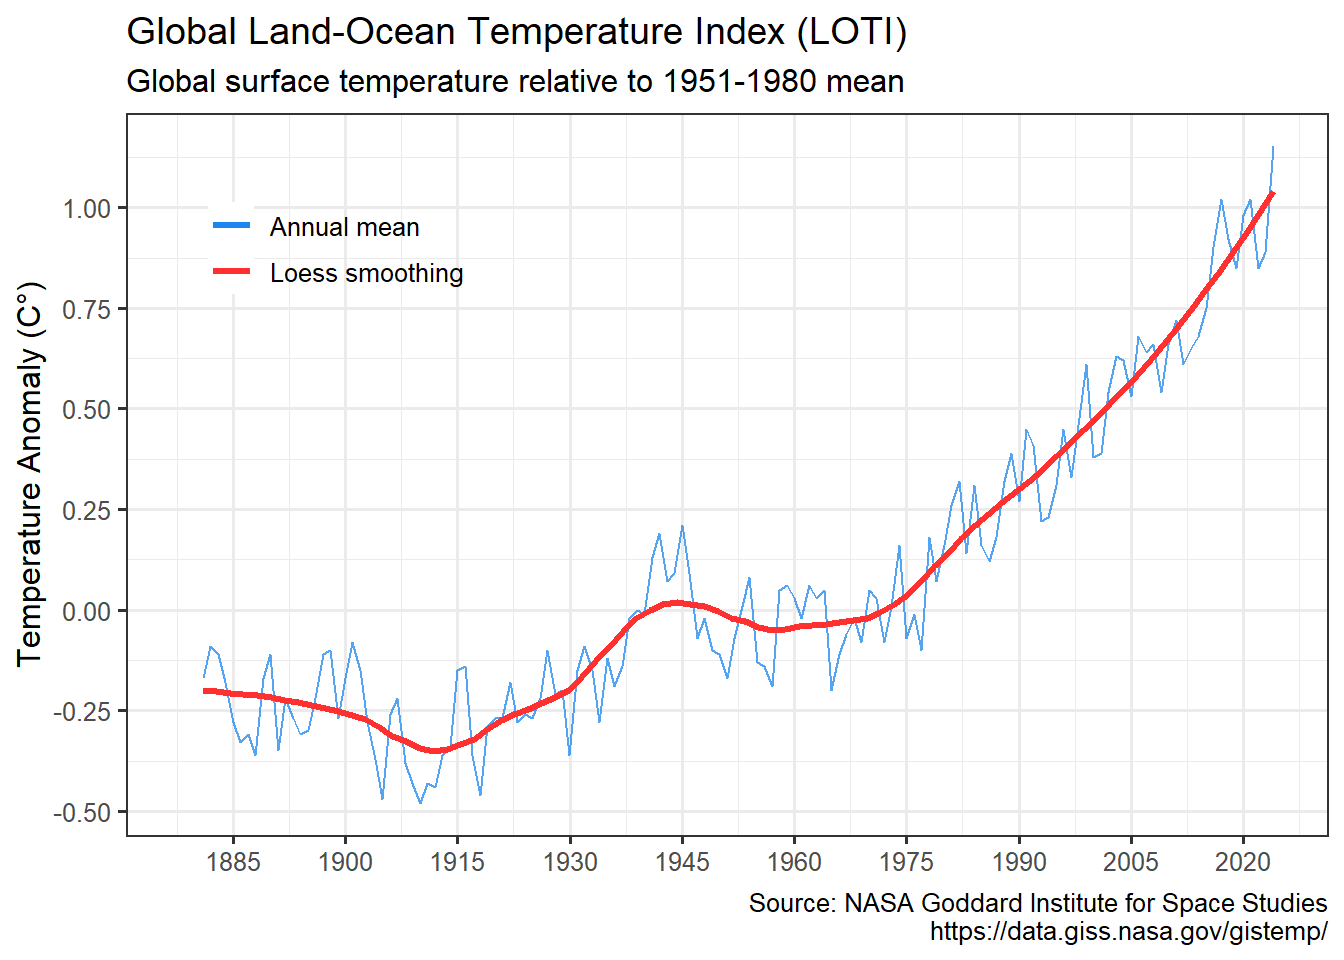 Global Land-Ocean Temperature Index (LOTI)
Global surface temperature relative to 1951-1980 mean
Temperature Anomaly (C°)
1.00
0.75
0.50
0.25
0.00
-0.25
-0.50
Annual mean
Loess smoothing
1885 1900 1915 1930 1945 1960 1975 1990 2005 2020
Source: NASA Goddard Institute for Space Studies
https://data.giss.nasa.gov/gistemp/